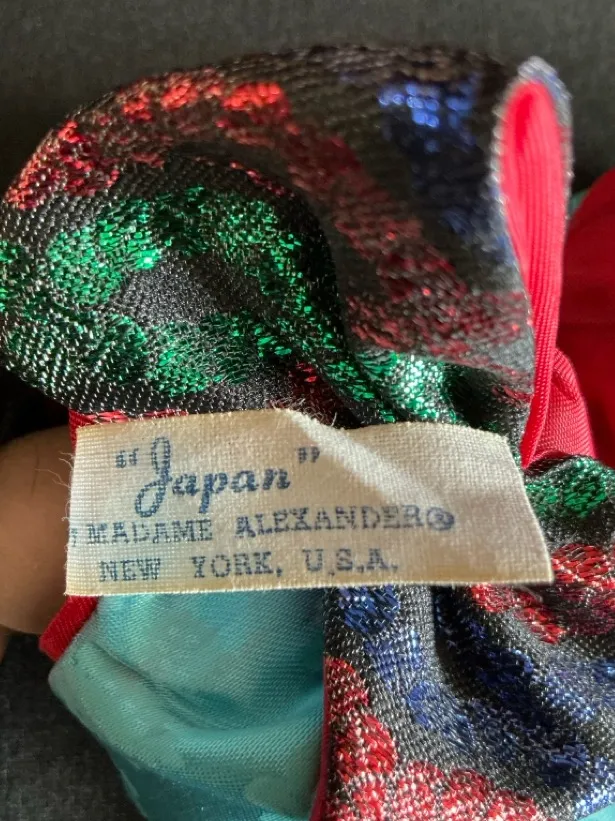 "Japan"
MADAME ALEXANDER®
NEW YORK, U.S.A.